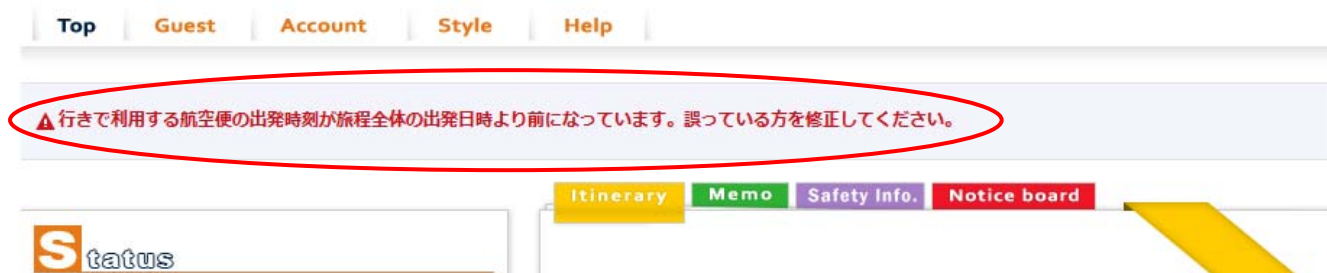 Top Guest Account Style Help
行きで利用する航空便の出発時刻が旅程全体の出発日時より前になっています。誤っている方を修正してください。
Itinerary Memo Safety Info. Notice board
Status